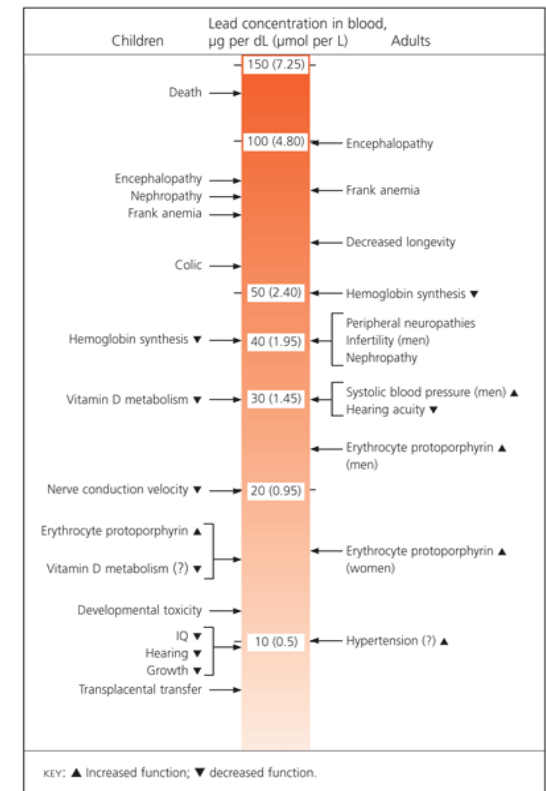 Lead concentration in blood,
Children μg per dL (μmol per L) Adults
150 (7.25)
Death
100 (4.80)
Encephalopathy
Encephalopathy
Nephropathy
Frank anemia
Frank anemia
Decreased longevity
Colic
50 (2.40)
Hemoglobin synthesis ▼
Peripheral neuropathies
Hemoglobin synthesis ▼
40 (1.95)
Infertility (men)
Nephropathy
Systolic blood pressure (men) ▲
Vitamin D metabolism ▼
30 (1.45)
Hearing acuity ▼
Erythrocyte protoporphyrin ▲
(men)
Nerve conduction velocity ▼
20 (0.95)
Erythrocyte protoporphyrin ▲
Vitamin D metabolism (?) ▼
Erythrocyte protoporphyrin ▲
(women)
Developmental toxicity
IQ ▼
Hearing ▼
Growth ▼
10 (0.5)
Hypertension (?) ▲
Transplacental transfer
KEY: ▲ Increased function; ▼ decreased function.